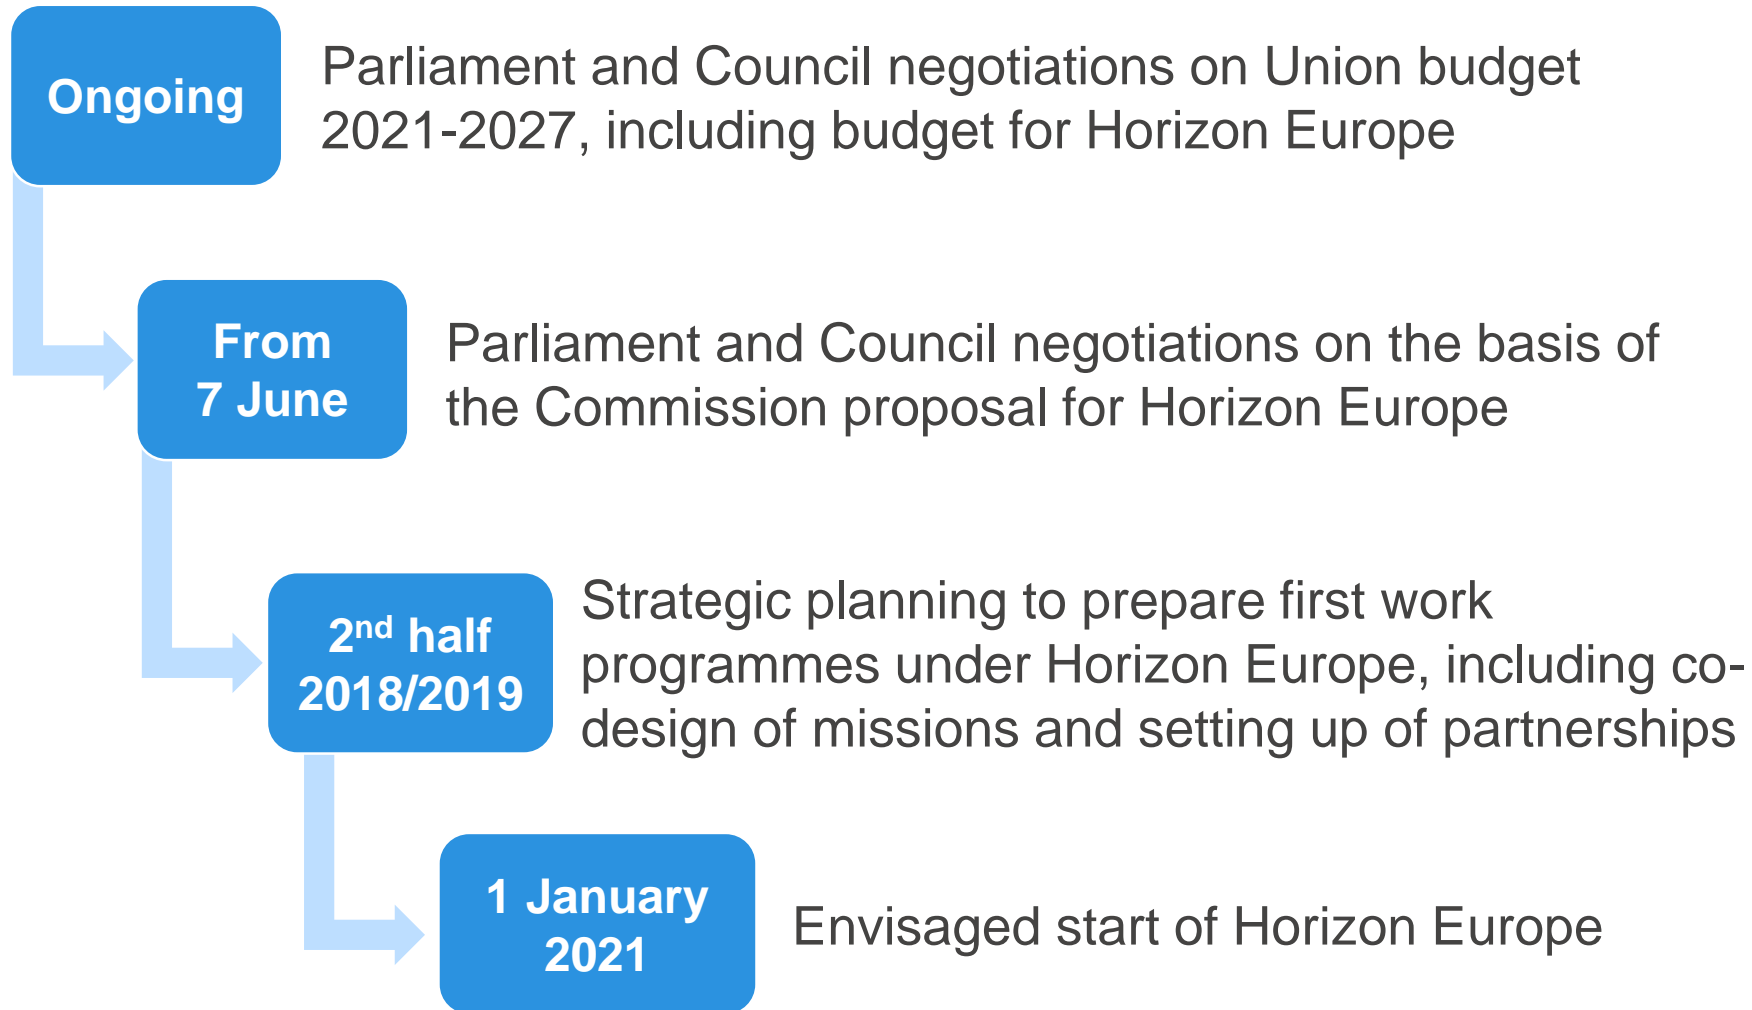 Ongoing
Parliament and Council negotiations on Union budget
2021-2027, including budget for Horizon Europe
From
7 June
Parliament and Council negotiations on the basis of
the Commission proposal for Horizon Europe
2nd half
2018/2019
Strategic planning to prepare first work
programmes under Horizon Europe, including co-
design of missions and setting up of partnerships
1 January
2021
Envisaged start of Horizon Europe